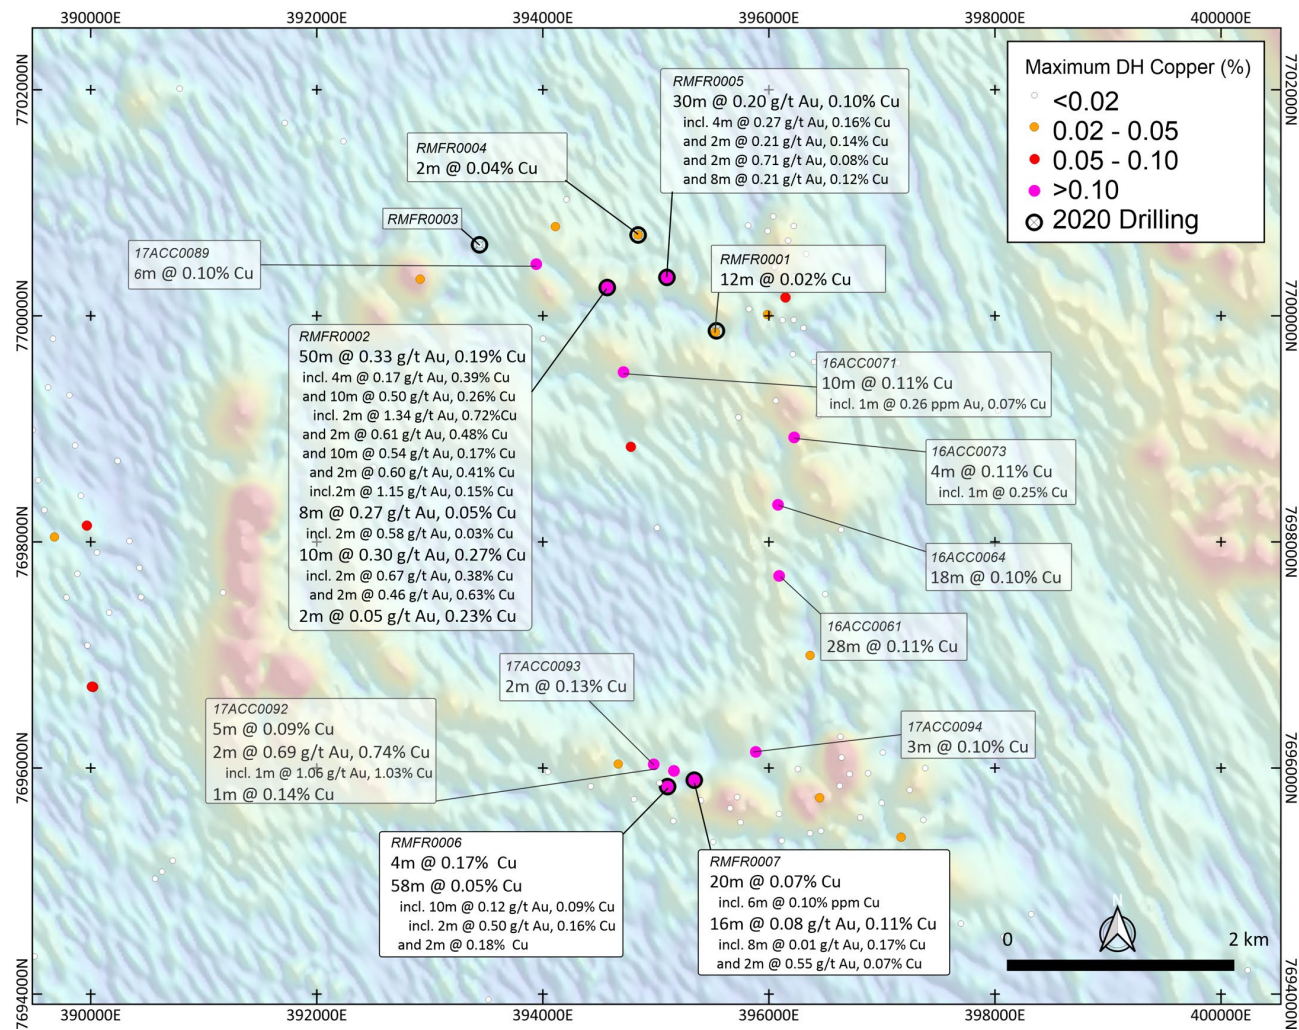 390000E 392000E 394000E 396000E 398000E 400000E
7702000N
7702000N
Maximum DH Copper (%)
<0.02
0.02 - 0.05
0.05 - 0.10
>0.10
2020 Drilling
RMFR0005
30m @ 0.20 g/t Au, 0.10% Cu
incl. 4m @ 0.27 g/t Au, 0.16% Cu
and 2m @ 0.21 g/t Au, 0.14% Cu
and 2m @ 0.71 g/t Au, 0.08% Cu
and 8m @ 0.21 g/t Au, 0.12% Cu
RMFR0004
2m @ 0.04% Cu
RMFR0003
17ACC0089
6m @ 0.10% Cu
RMFR0001
12m @ 0.02% Cu
7700000N
7700000N
RMFR0002
50m @ 0.33 g/t Au, 0.19% Cu
incl. 4m @ 0.17 g/t Au, 0.39% Cu
and 10m @ 0.50 g/t Au, 0.26% Cu
incl. 2m @ 1.34 g/t Au, 0.72%Cu
and 2m @ 0.61 g/t Au, 0.48% Cu
and 10m @ 0.54 g/t Au, 0.17% Cu
and 2m @ 0.60 g/t Au, 0.41% Cu
incl.2m @ 1.15 g/t Au, 0.15% Cu
8m @ 0.27 g/t Au, 0.05% Cu
incl. 2m @ 0.58 g/t Au, 0.03% Cu
10m @ 0.30 g/t Au, 0.27% Cu
incl. 2m @ 0.67 g/t Au, 0.38% Cu
and 2m @ 0.46 g/t Au, 0.63% Cu
2m @ 0.05 g/t Au, 0.23% Cu
16ACC0071
10m @ 0.11% Cu
incl. 1m @ 0.26 ppm Au, 0.07% Cu
16ACC0073
4m @ 0.11% Cu
incl. 1m @ 0.25% Cu
7698000N
7698000N
16ACC0064
18m @ 0.10% Cu
16ACC0061
28m @ 0.11% Cu
17ACC0093
2m @ 0.13% Cu
17ACC0092
5m @ 0.09% Cu
2m @ 0.69 g/t Au, 0.74% Cu
incl. 1m @ 1.06 g/t Au, 1.03% Cu
1m @ 0.14% Cu
17ACC0094
3m @ 0.10% Cu
7696000N
7696000N
RMFR0006
4m @ 0.17% Cu
58m @ 0.05% Cu
incl. 10m @ 0.12 g/t Au, 0.09% Cu
incl. 2m @ 0.50 g/t Au, 0.16% Cu
and 2m @ 0.18% Cu
RMFR0007
20m @ 0.07% Cu
incl. 6m @ 0.10% ppm Cu
16m @ 0.08 g/t Au, 0.11% Cu
incl. 8m @ 0.01 g/t Au, 0.17% Cu
and 2m @ 0.55 g/t Au, 0.07% Cu
0 2 km
7694000N
7694000N
390000E 392000E 394000E 396000E 398000E 400000E